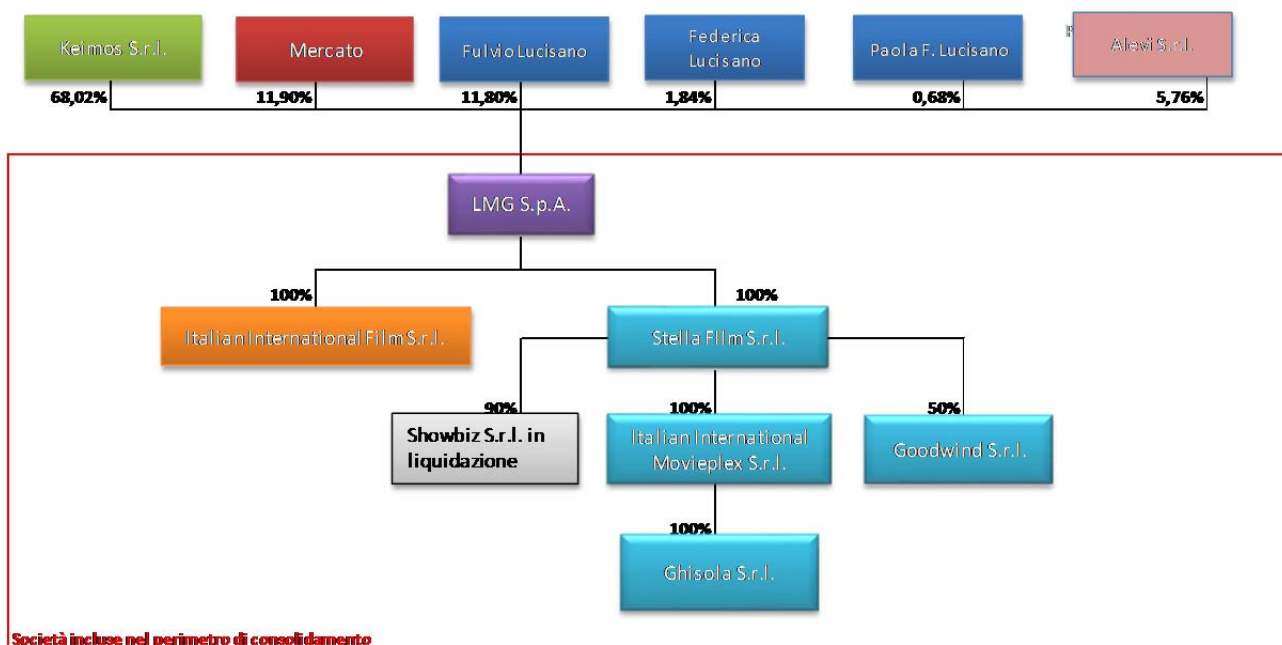 Keimos S.r.l.
Mercato
Fulvio Lucisano
Federica
Lucisano
Paola F. Lucisano
Alevi S.r.l.
68,02%
11,90%
11,80%
1,84%
0,68%
5,76%
LMG S.p.A.
100%
100%
Italian International Film S.r.l.
Stella Film S.r.l.
90%
100%
50%
Showbiz S.r.l. in
liquidazione
Italian International
Movieplex S.r.l.
Goodwind S.r.l.
100%
Ghisola S.r.l.
Società incluse nel perimetro di consolidamento